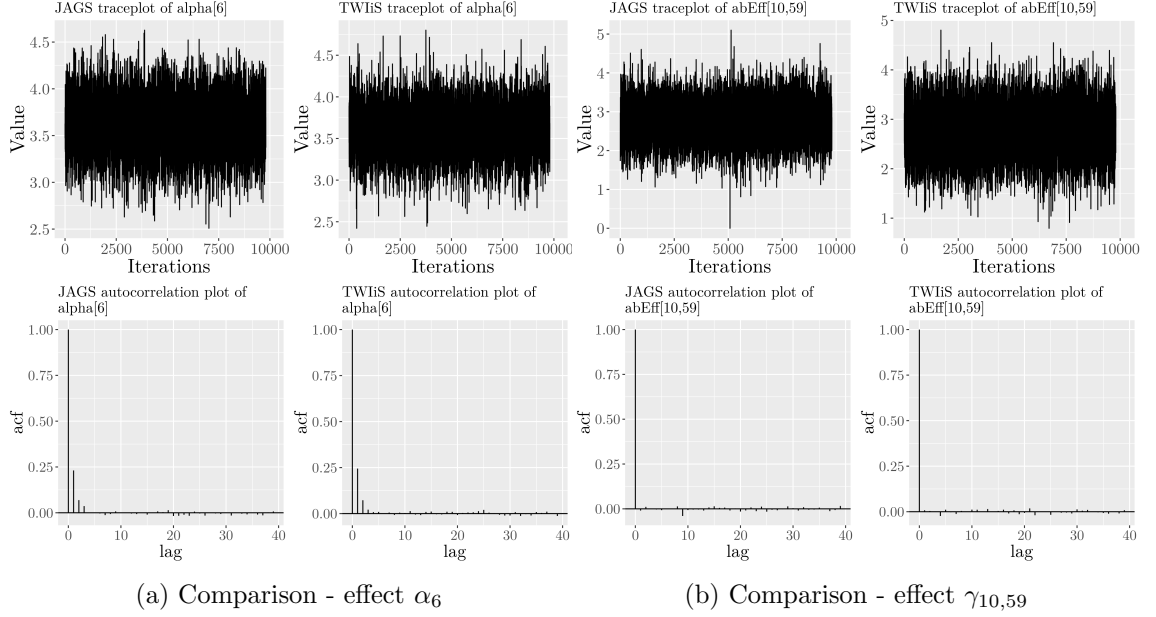 JAGS traceplot of alpha[6]
4.5
4.0
3.5
3.0
2.5
Value
0 2500 5000 7500 10000
Iterations
TWIiS traceplot of alpha[6]
4.5
4.0
3.5
3.0
2.5
Value
0 2500 5000 7500 10000
Iterations
JAGS traceplot of abEff[10,59]
5
4
3
2
1
0
Value
0 2500 5000 7500 10000
Iterations
TWIiS traceplot of abEff[10,59]
5
4
3
2
1
Value
0 2500 5000 7500 10000
Iterations
JAGS autocorrelation plot of
alpha[6]
1.00
0.75
0.50
0.25
0.00
acf
0 10 20 30 40
lag
TWIiS autocorrelation plot of
alpha[6]
1.00
0.75
0.50
0.25
0.00
acf
0 10 20 30 40
lag
JAGS autocorrelation plot of
abEff[10,59]
1.00
0.75
0.50
0.25
0.00
acf
0 10 20 30 40
lag
TWIiS autocorrelation plot of
abEff[10,59]
1.00
0.75
0.50
0.25
0.00
acf
0 10 20 30 40
lag
(a) Comparison - effect α₆
(b) Comparison - effect γ₁₀,₅₉